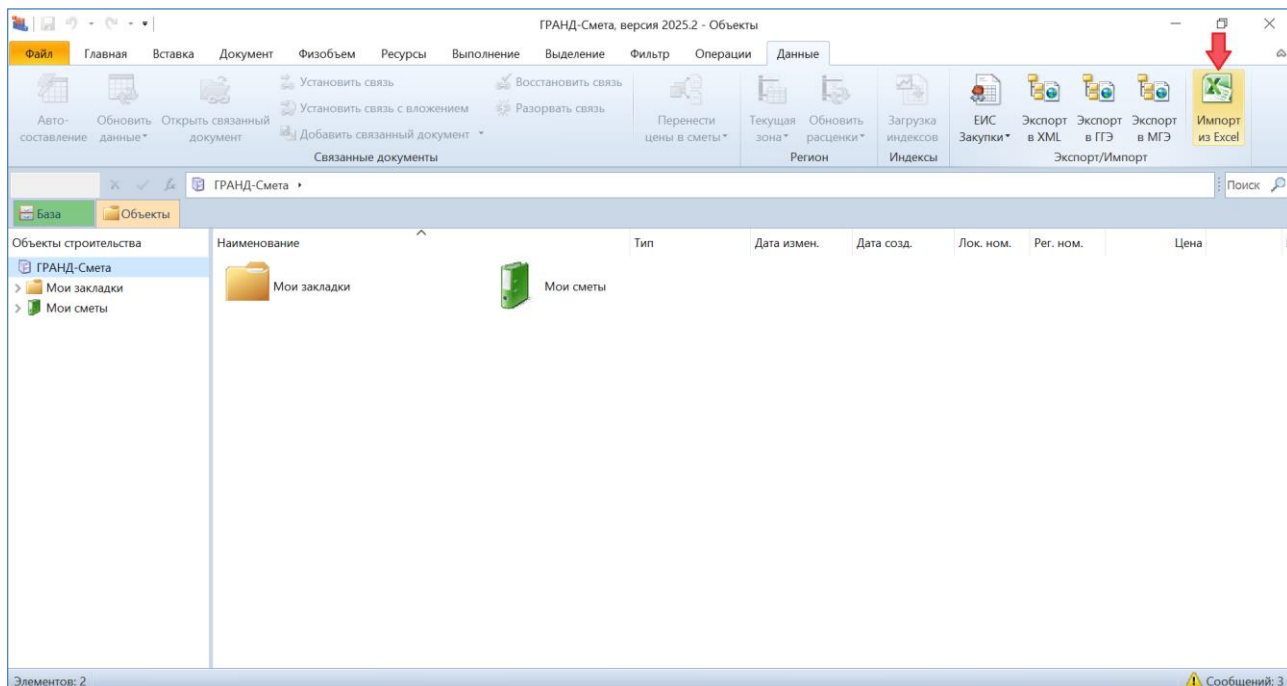 ГРАНД-Смета, версия 2025.2 - Объекты
Файл Главная Вставка Документ Физобъем Ресурсы Выполнение Выделение Фильтр Операции Данные
Авто-
составление
Обновить
данные
Открыть связанный
документ
Установить связь
Установить связь с вложением
Добавить связанный документ
Восстановить связь
Разорвать связь
Связанные документы
Перенести
цены в сметы
Текущая
зона
Обновить
расценки
Регион
Загрузка
индексов
Индексы
ЕИС
Закупки
Экспорт
в XML
Экспорт
в ГГЭ
Экспорт
в МГЭ
Импорт
из Excel
Экспорт/Импорт
fx ГРАНД-Смета Поиск
База Объекты
Объекты строительства
ГРАНД-Смета
Мои закладки
Мои сметы
Наименование Тип Дата измен. Дата созд. Лок. ном. Рег. ном. Цена
Мои закладки Мои сметы
Элементов: 2 Сообщений: 3